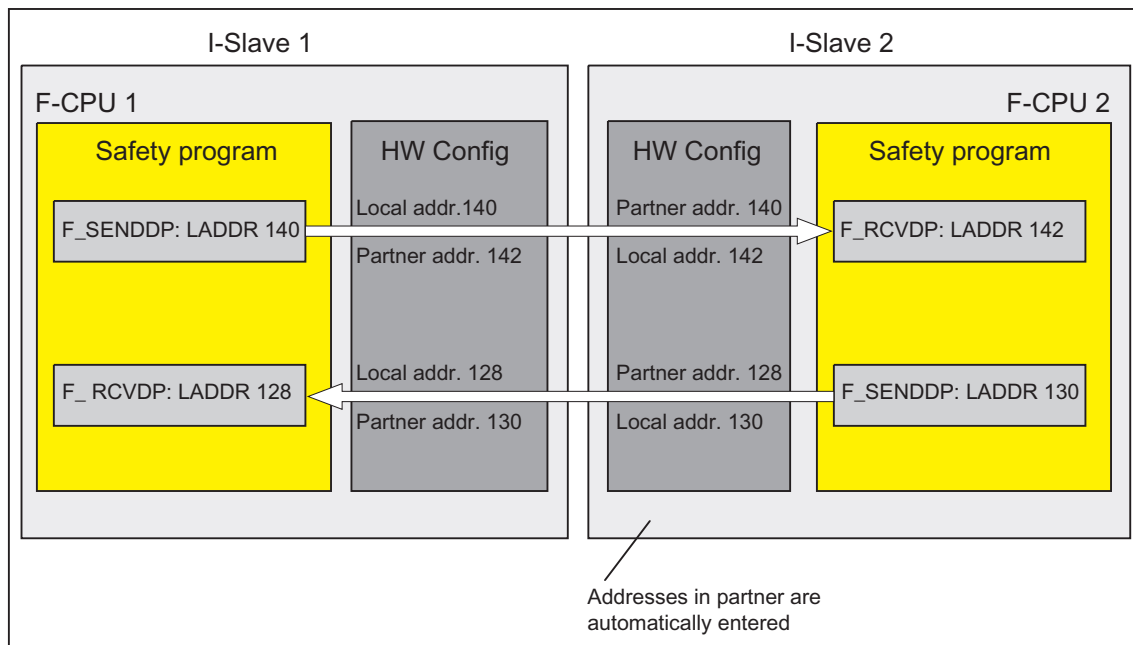 I-Slave 1
I-Slave 2
F-CPU 1
F-CPU 2
Safety program
HW Config
HW Config
Safety program
Local addr.140
Partner addr. 140
F_SENDDP: LADDR 140
F_RCVDP: LADDR 142
Partner addr. 142
Local addr. 142
Local addr. 128
Partner addr. 128
F_ RCVDP: LADDR 128
F_SENDDP: LADDR 130
Partner addr. 130
Local addr. 130
Addresses in partner are
automatically entered